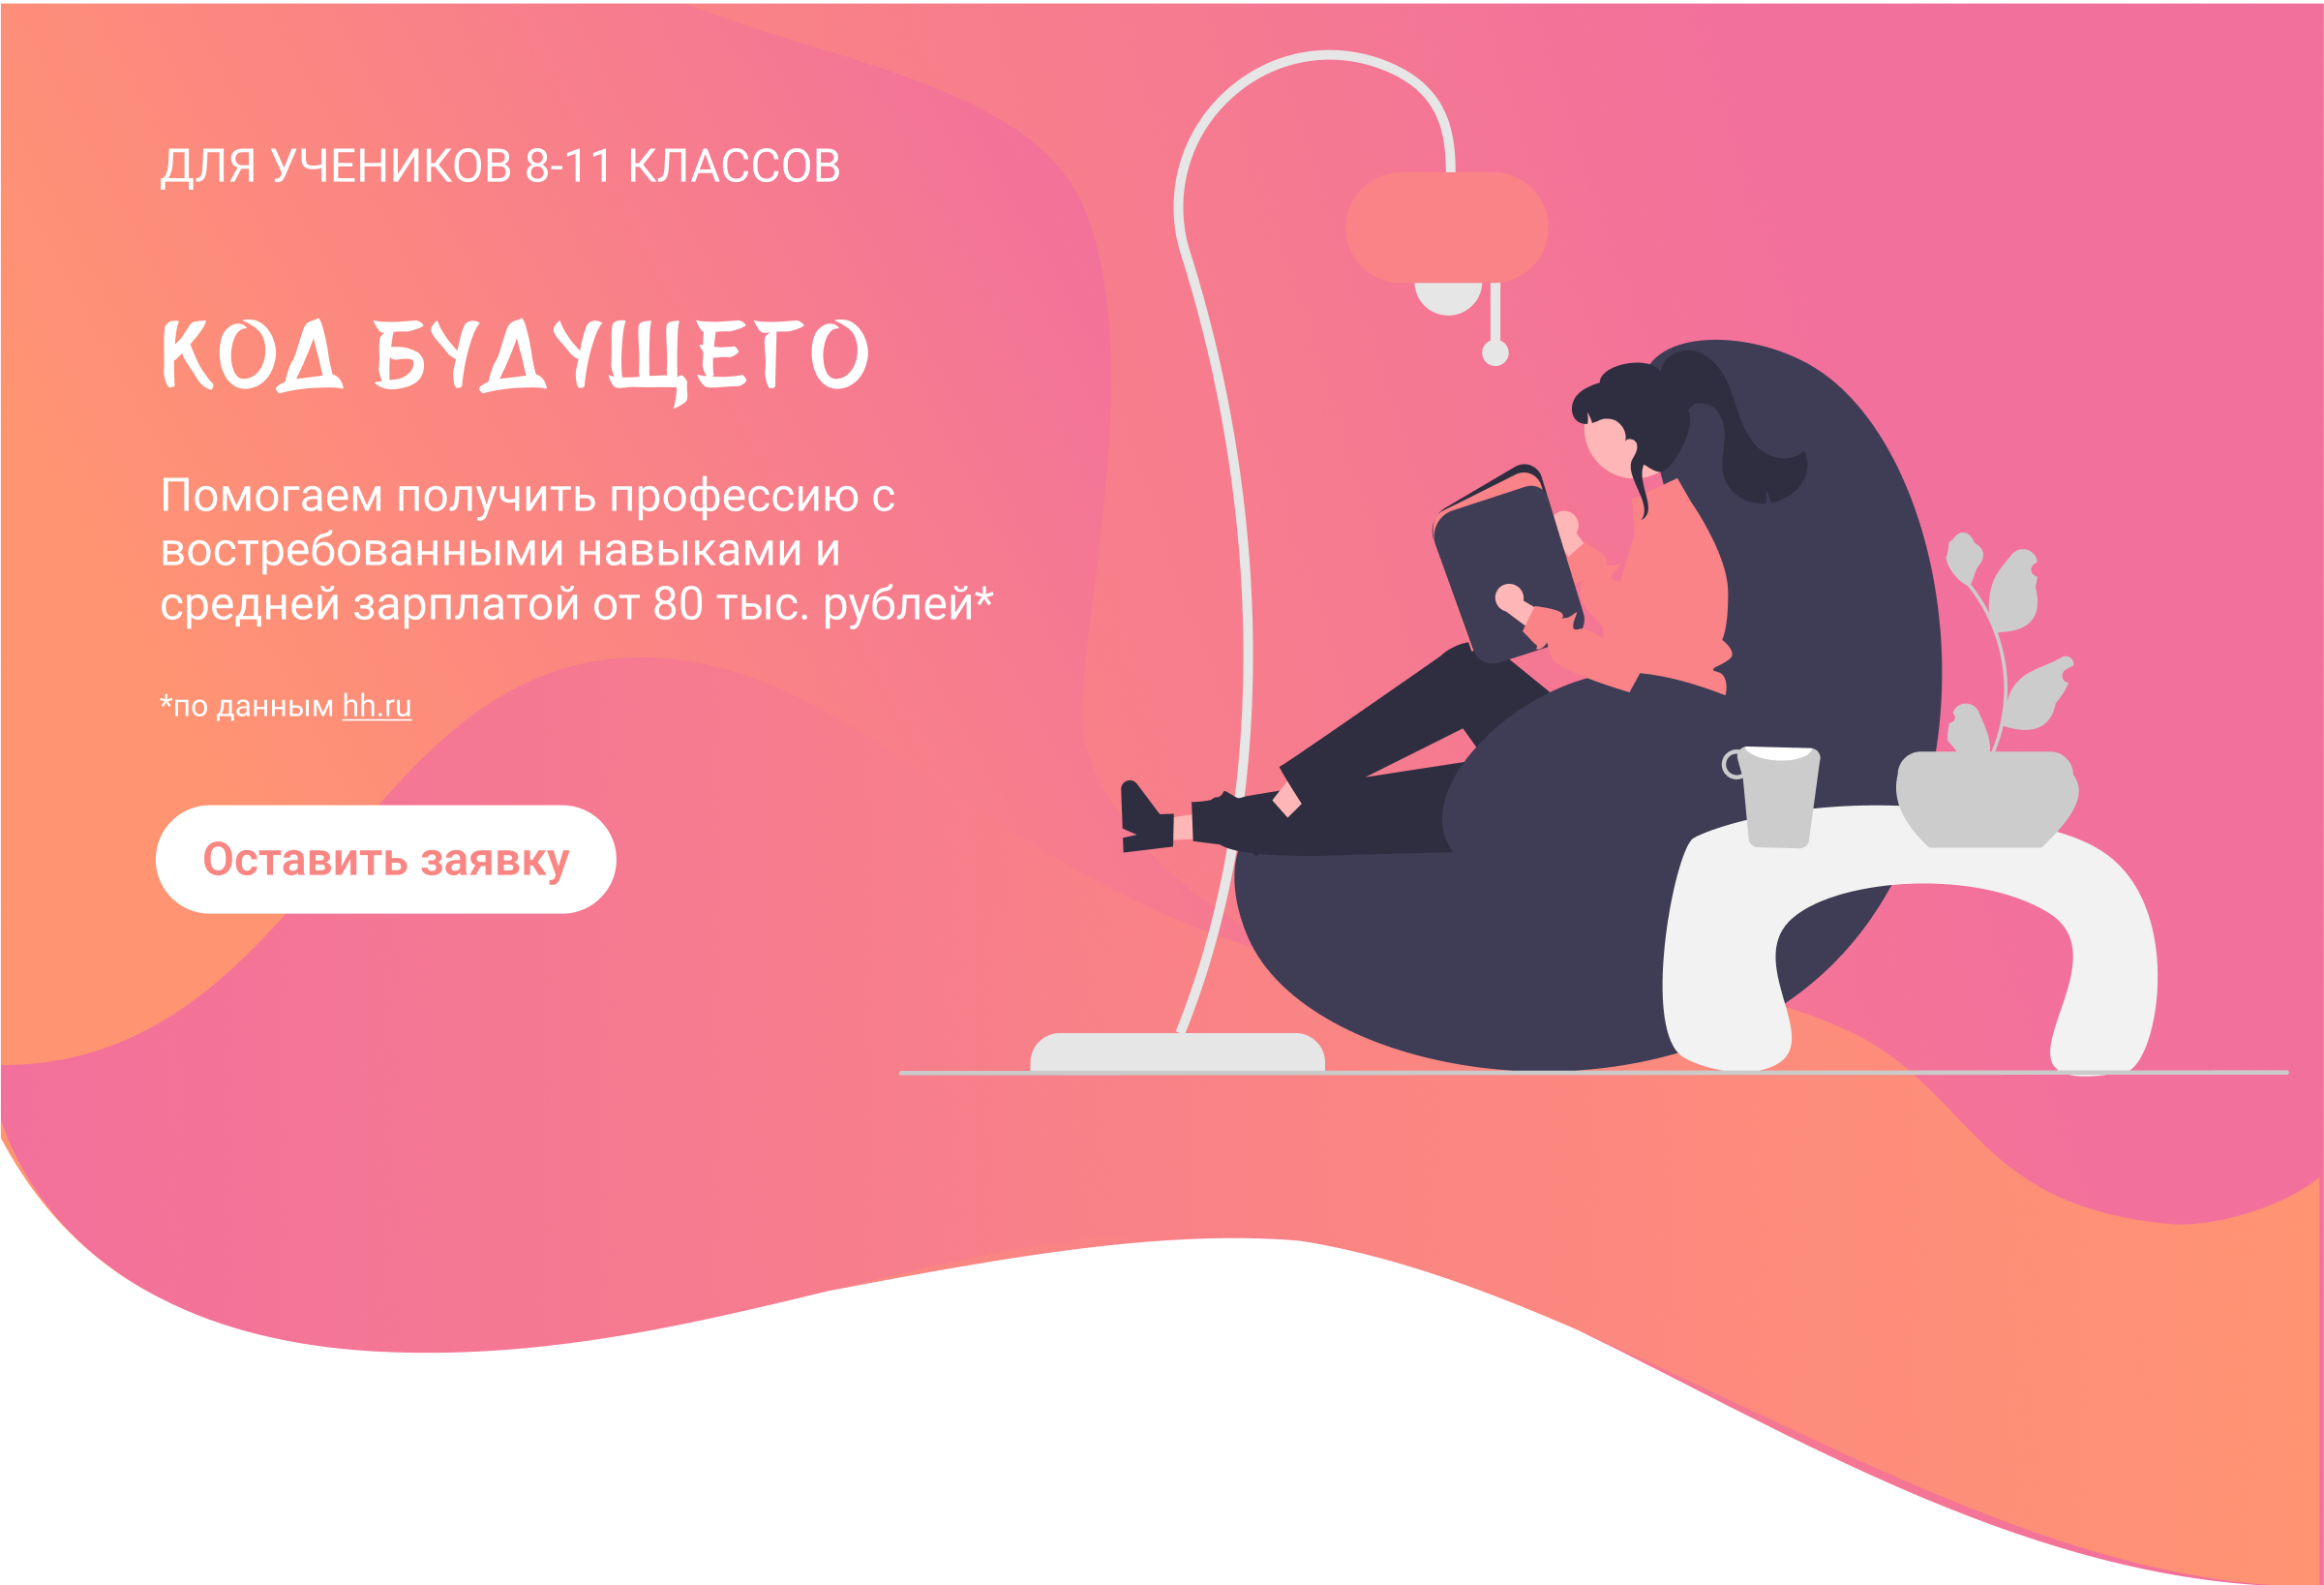 ДЛЯ УЧЕНИКОВ 8-11 КЛАССОВ
КОД БУДУЩЕГО
Помогаем получить профессию с
востребованными навыками и
средней зарплатой от 80 тыс. рублей*
*по данным hh.ru
Оставить заявку